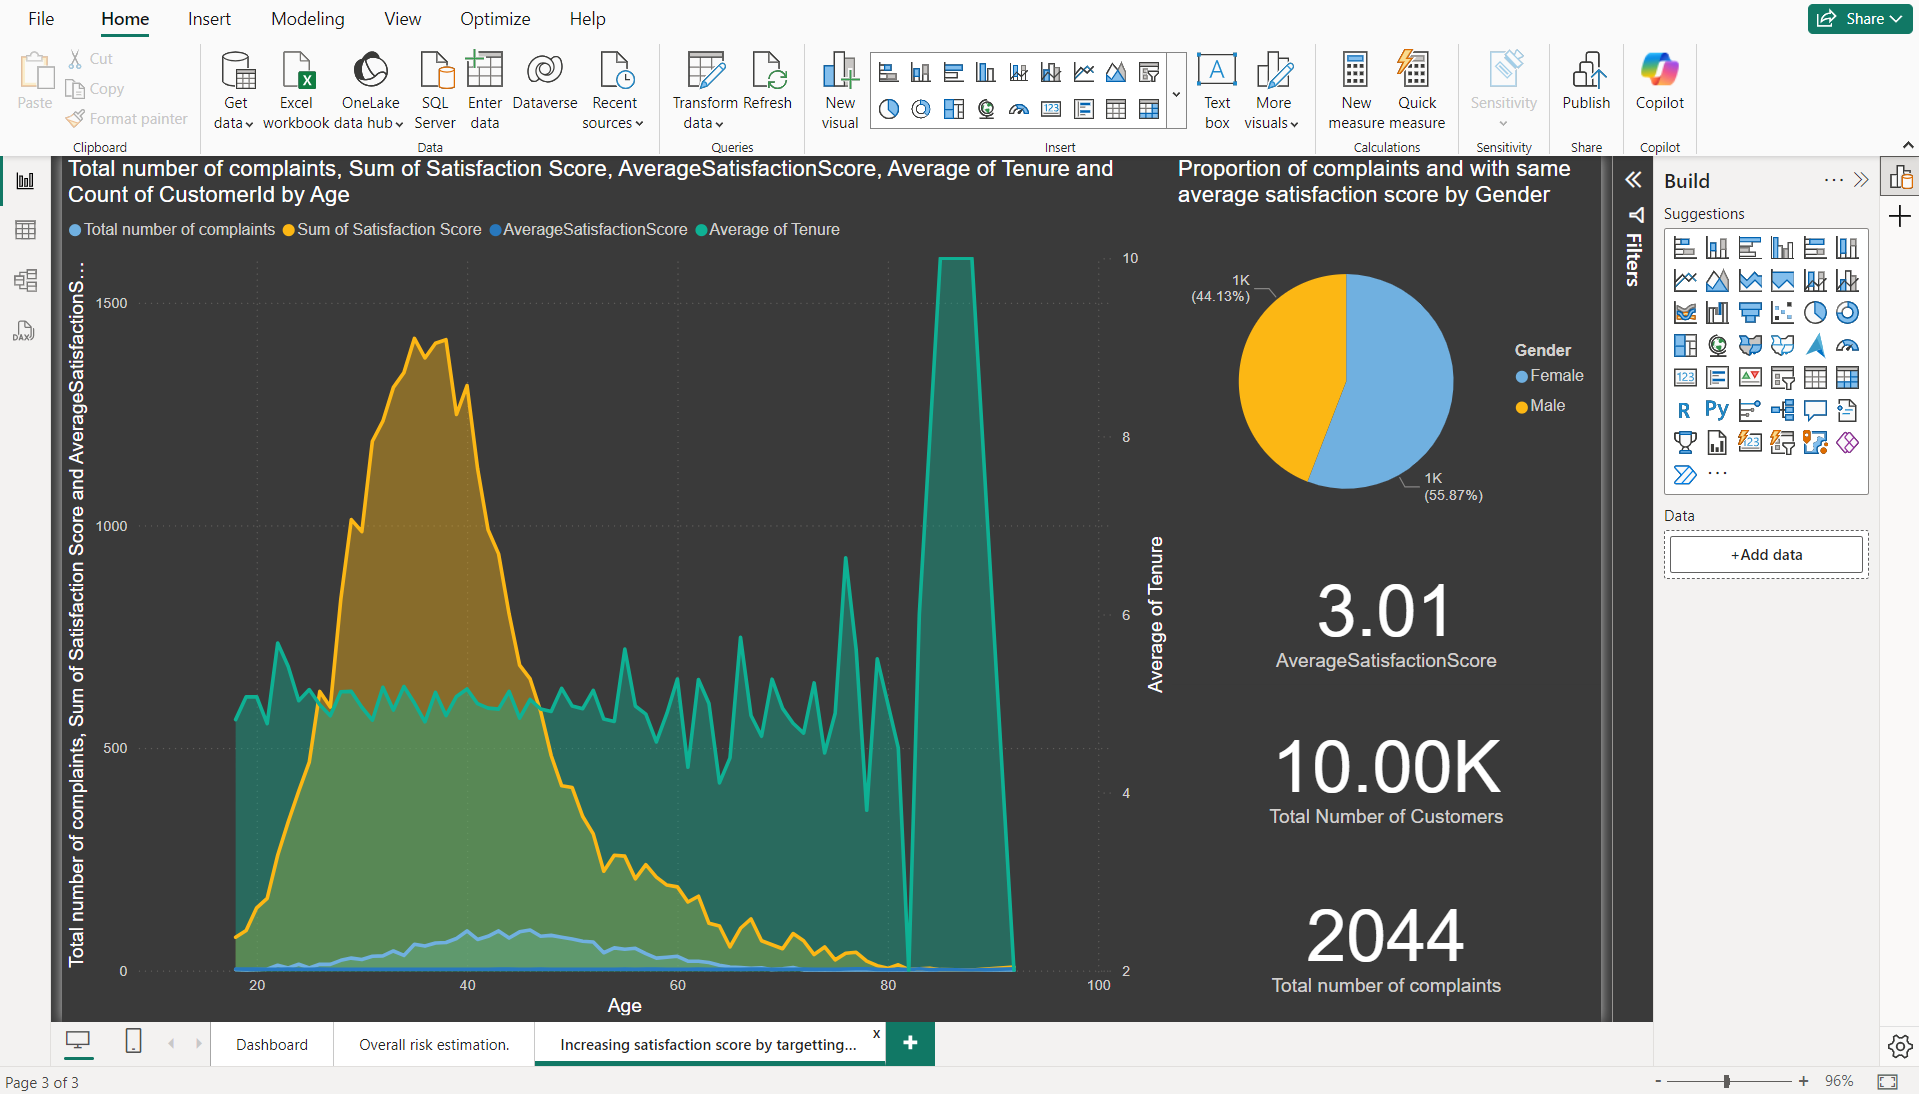 File Home Insert Modeling View Optimize Help
Share
Paste
Cut
Copy
Format painter
Clipboard
Get data
Excel workbook
OneLake data hub
SQL Server
Enter data
Dataverse
Recent sources
Data
Transform data
Refresh
Queries
New visual
Text box
More visuals
Insert
New measure
Quick measure
Calculations
Sensitivity
Sensitivity
Publish
Share
Copilot
Copilot
Total number of complaints, Sum of Satisfaction Score, AverageSatisfactionScore, Average of Tenure and
Count of CustomerId by Age
Total number of complaints Sum of Satisfaction Score AverageSatisfactionScore Average of Tenure
Total number of complaints, Sum of Satisfaction Score and AverageSatisfactionS...
1500
1000
500
0
10
8
6
4
2
Average of Tenure
20 40 60 80 100
Age
Proportion of complaints and with same
average satisfaction score by Gender
1K
(44.13%)
1K
(55.87%)
Gender
Female
Male
3.01
AverageSatisfactionScore
10.00K
Total Number of Customers
2044
Total number of complaints
Filters
Build
Suggestions
123
R Py
123
Data
+Add data
DAX
Dashboard
Overall risk estimation.
Increasing satisfaction score by targetting... x
+
Page 3 of 3
- + 96%